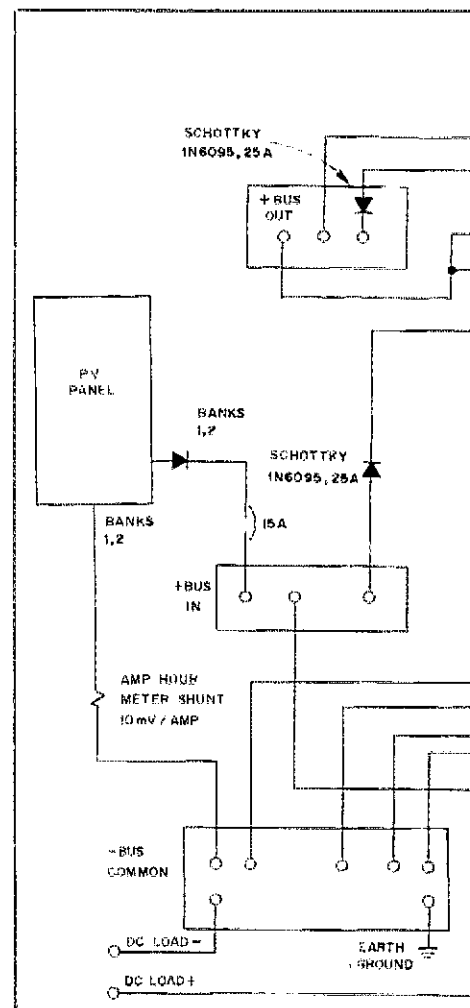 SCHOTTKY
1N6095, 25A
+ BUS
OUT
PV
PANEL
BANKS
1,2
SCHOTTKY
1N6095, 25A
BANKS
1,2
15A
+BUS
IN
AMP HOUR
METER SHUNT
10 mV / AMP
-BUS
COMMON
DC LOAD -
EARTH
GROUND
DC LOAD +